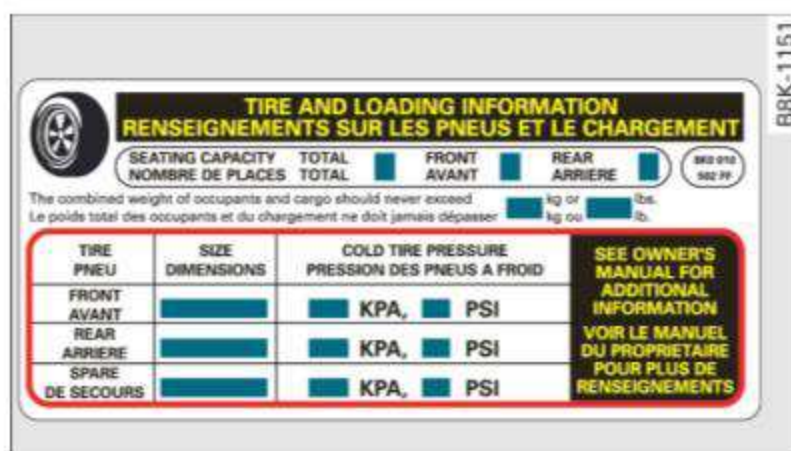 B8K-1151
TIRE AND LOADING INFORMATION
RENSEIGNEMENTS SUR LES PNEUS ET LE CHARGEMENT
SEATING CAPACITY TOTAL FRONT REAR
NOMBRE DE PLACES TOTAL AVANT ARRIERE
8K0 010
502 FF
The combined weight of occupants and cargo should never exceed kg or lbs.
Le poids total des occupants et du chargement ne doit jamais dépasser kg ou lb.
TIRE SIZE COLD TIRE PRESSURE
PNEU DIMENSIONS PRESSION DES PNEUS A FROID
FRONT
AVANT KPA, PSI
REAR
ARRIERE KPA, PSI
SPARE
DE SECOURS KPA, PSI
SEE OWNER'S
MANUAL FOR
ADDITIONAL
INFORMATION
VOIR LE MANUEL
DU PROPRIETAIRE
POUR PLUS DE
RENSEIGNEMENTS